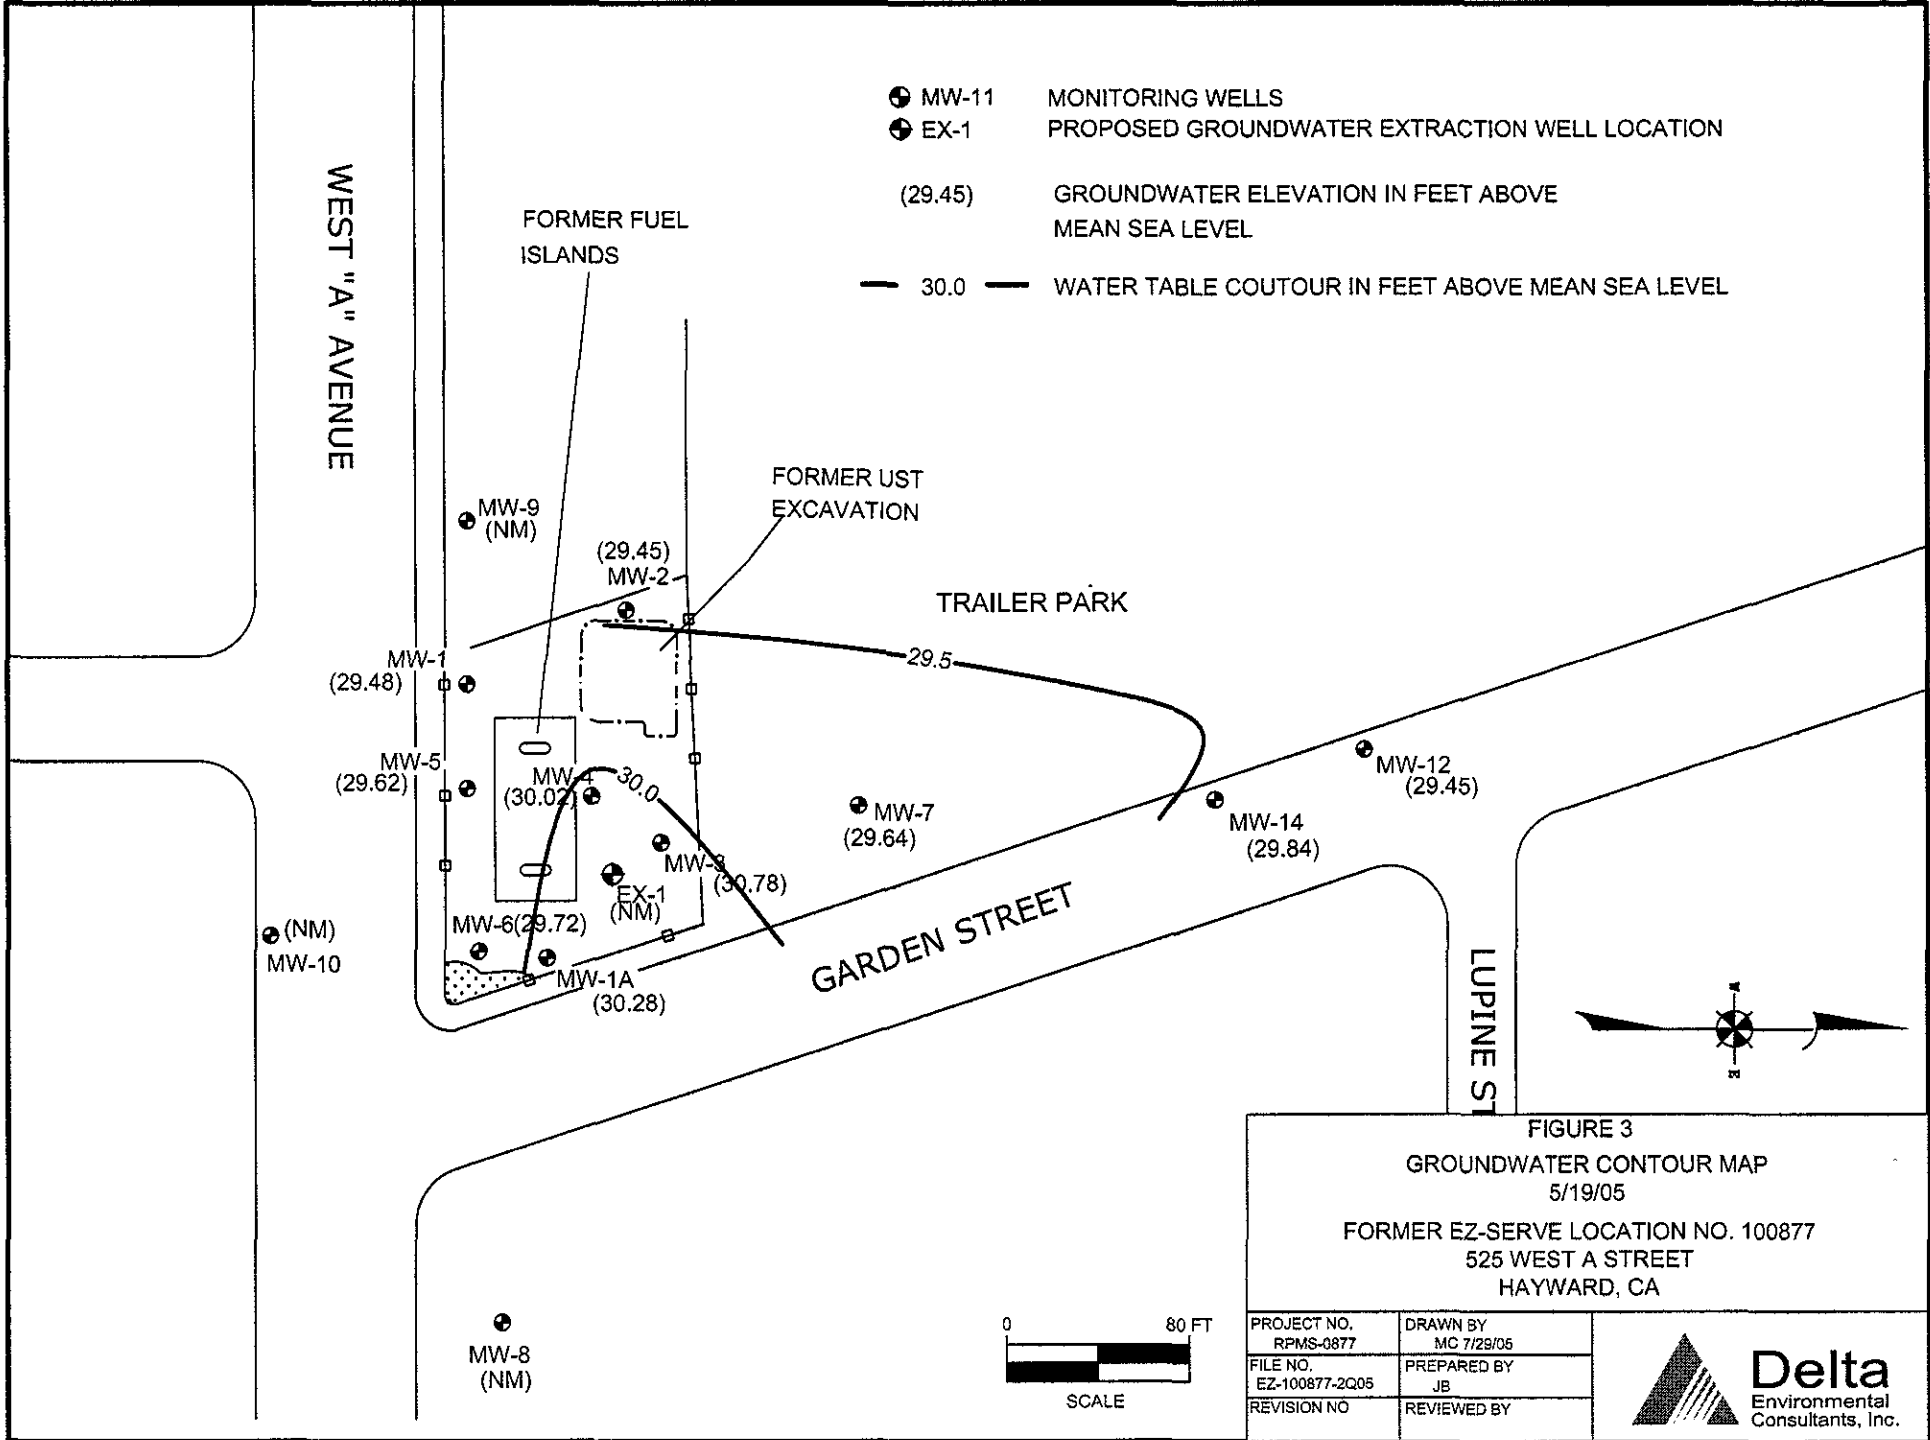 MW-11 MONITORING WELLS
EX-1 PROPOSED GROUNDWATER EXTRACTION WELL LOCATION
(29.45) GROUNDWATER ELEVATION IN FEET ABOVE
MEAN SEA LEVEL
30.0 WATER TABLE COUTOUR IN FEET ABOVE MEAN SEA LEVEL
WEST "A" AVENUE
FORMER FUEL
ISLANDS
FORMER UST
EXCAVATION
MW-9
(NM)
(29.45)
MW-2
TRAILER PARK
29.5
MW-1
(29.48)
MW-5
(29.62)
MW-4
(30.02)
30.0
MW-7
(29.64)
MW-12
(29.45)
MW-14
(29.84)
MW-3
(30.78)
EX-1
(NM)
MW-6(29.72)
(NM)
MW-10
MW-1A
(30.28)
GARDEN STREET
LUPINE ST
W
E
MW-8
(NM)
0 80 FT
SCALE
FIGURE 3
GROUNDWATER CONTOUR MAP
5/19/05
FORMER EZ-SERVE LOCATION NO. 100877
525 WEST A STREET
HAYWARD, CA
PROJECT NO.
RPMS-0877
DRAWN BY
MC 7/29/05
FILE NO.
EZ-100877-2Q05
PREPARED BY
JB
REVISION NO
REVIEWED BY
Delta
Environmental
Consultants, Inc.